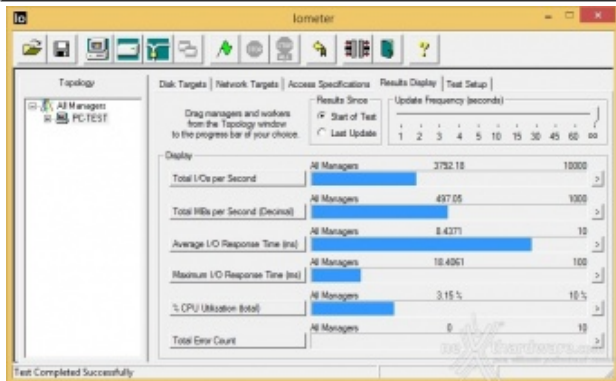 Io
Iometer
Topology
All Managers
PC-TEST
Disk Targets
Network Targets
Access Specifications
Results Display
Test Setup
Drag managers and workers
from the Topology window
to the progress bar of your choice.
Results Since
Start of Test
Last Update
Update Frequency (seconds)
1 2 3 4 5 10 15 30 45 60 oo
Display
All Managers 3792.18 10000
Total I/Os per Second
All Managers 497.05 1000
Total MBs per Second (Decimal)
All Managers 8.4371 10
Average I/O Response Time (ms)
All Managers 18.4061 100
Maximum I/O Response Time (ms)
All Managers 3.15 % 10 %
% CPU Utilization (total)
All Managers 0 10
Total Error Count
Test Completed Successfully